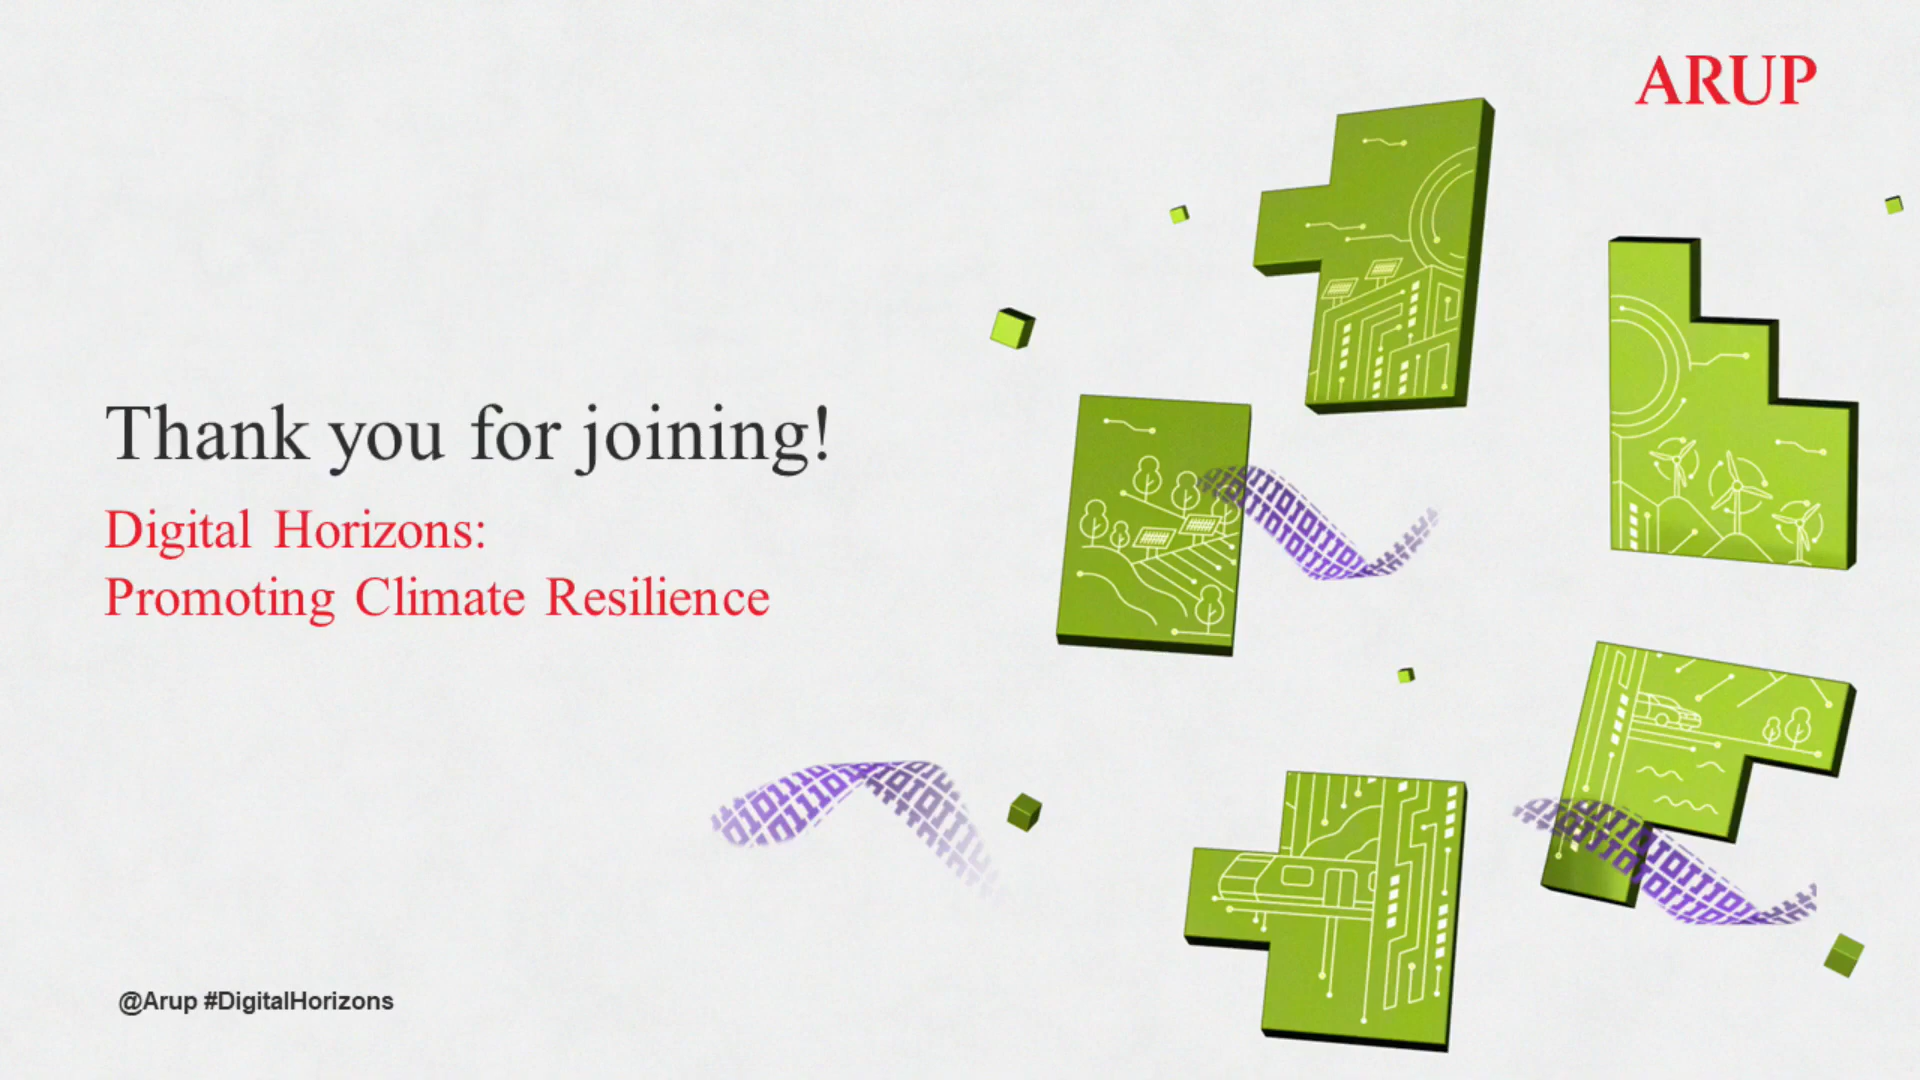 ARUP
Thank you for joining!
Digital Horizons:
Promoting Climate Resilience
@Arup #DigitalHorizons